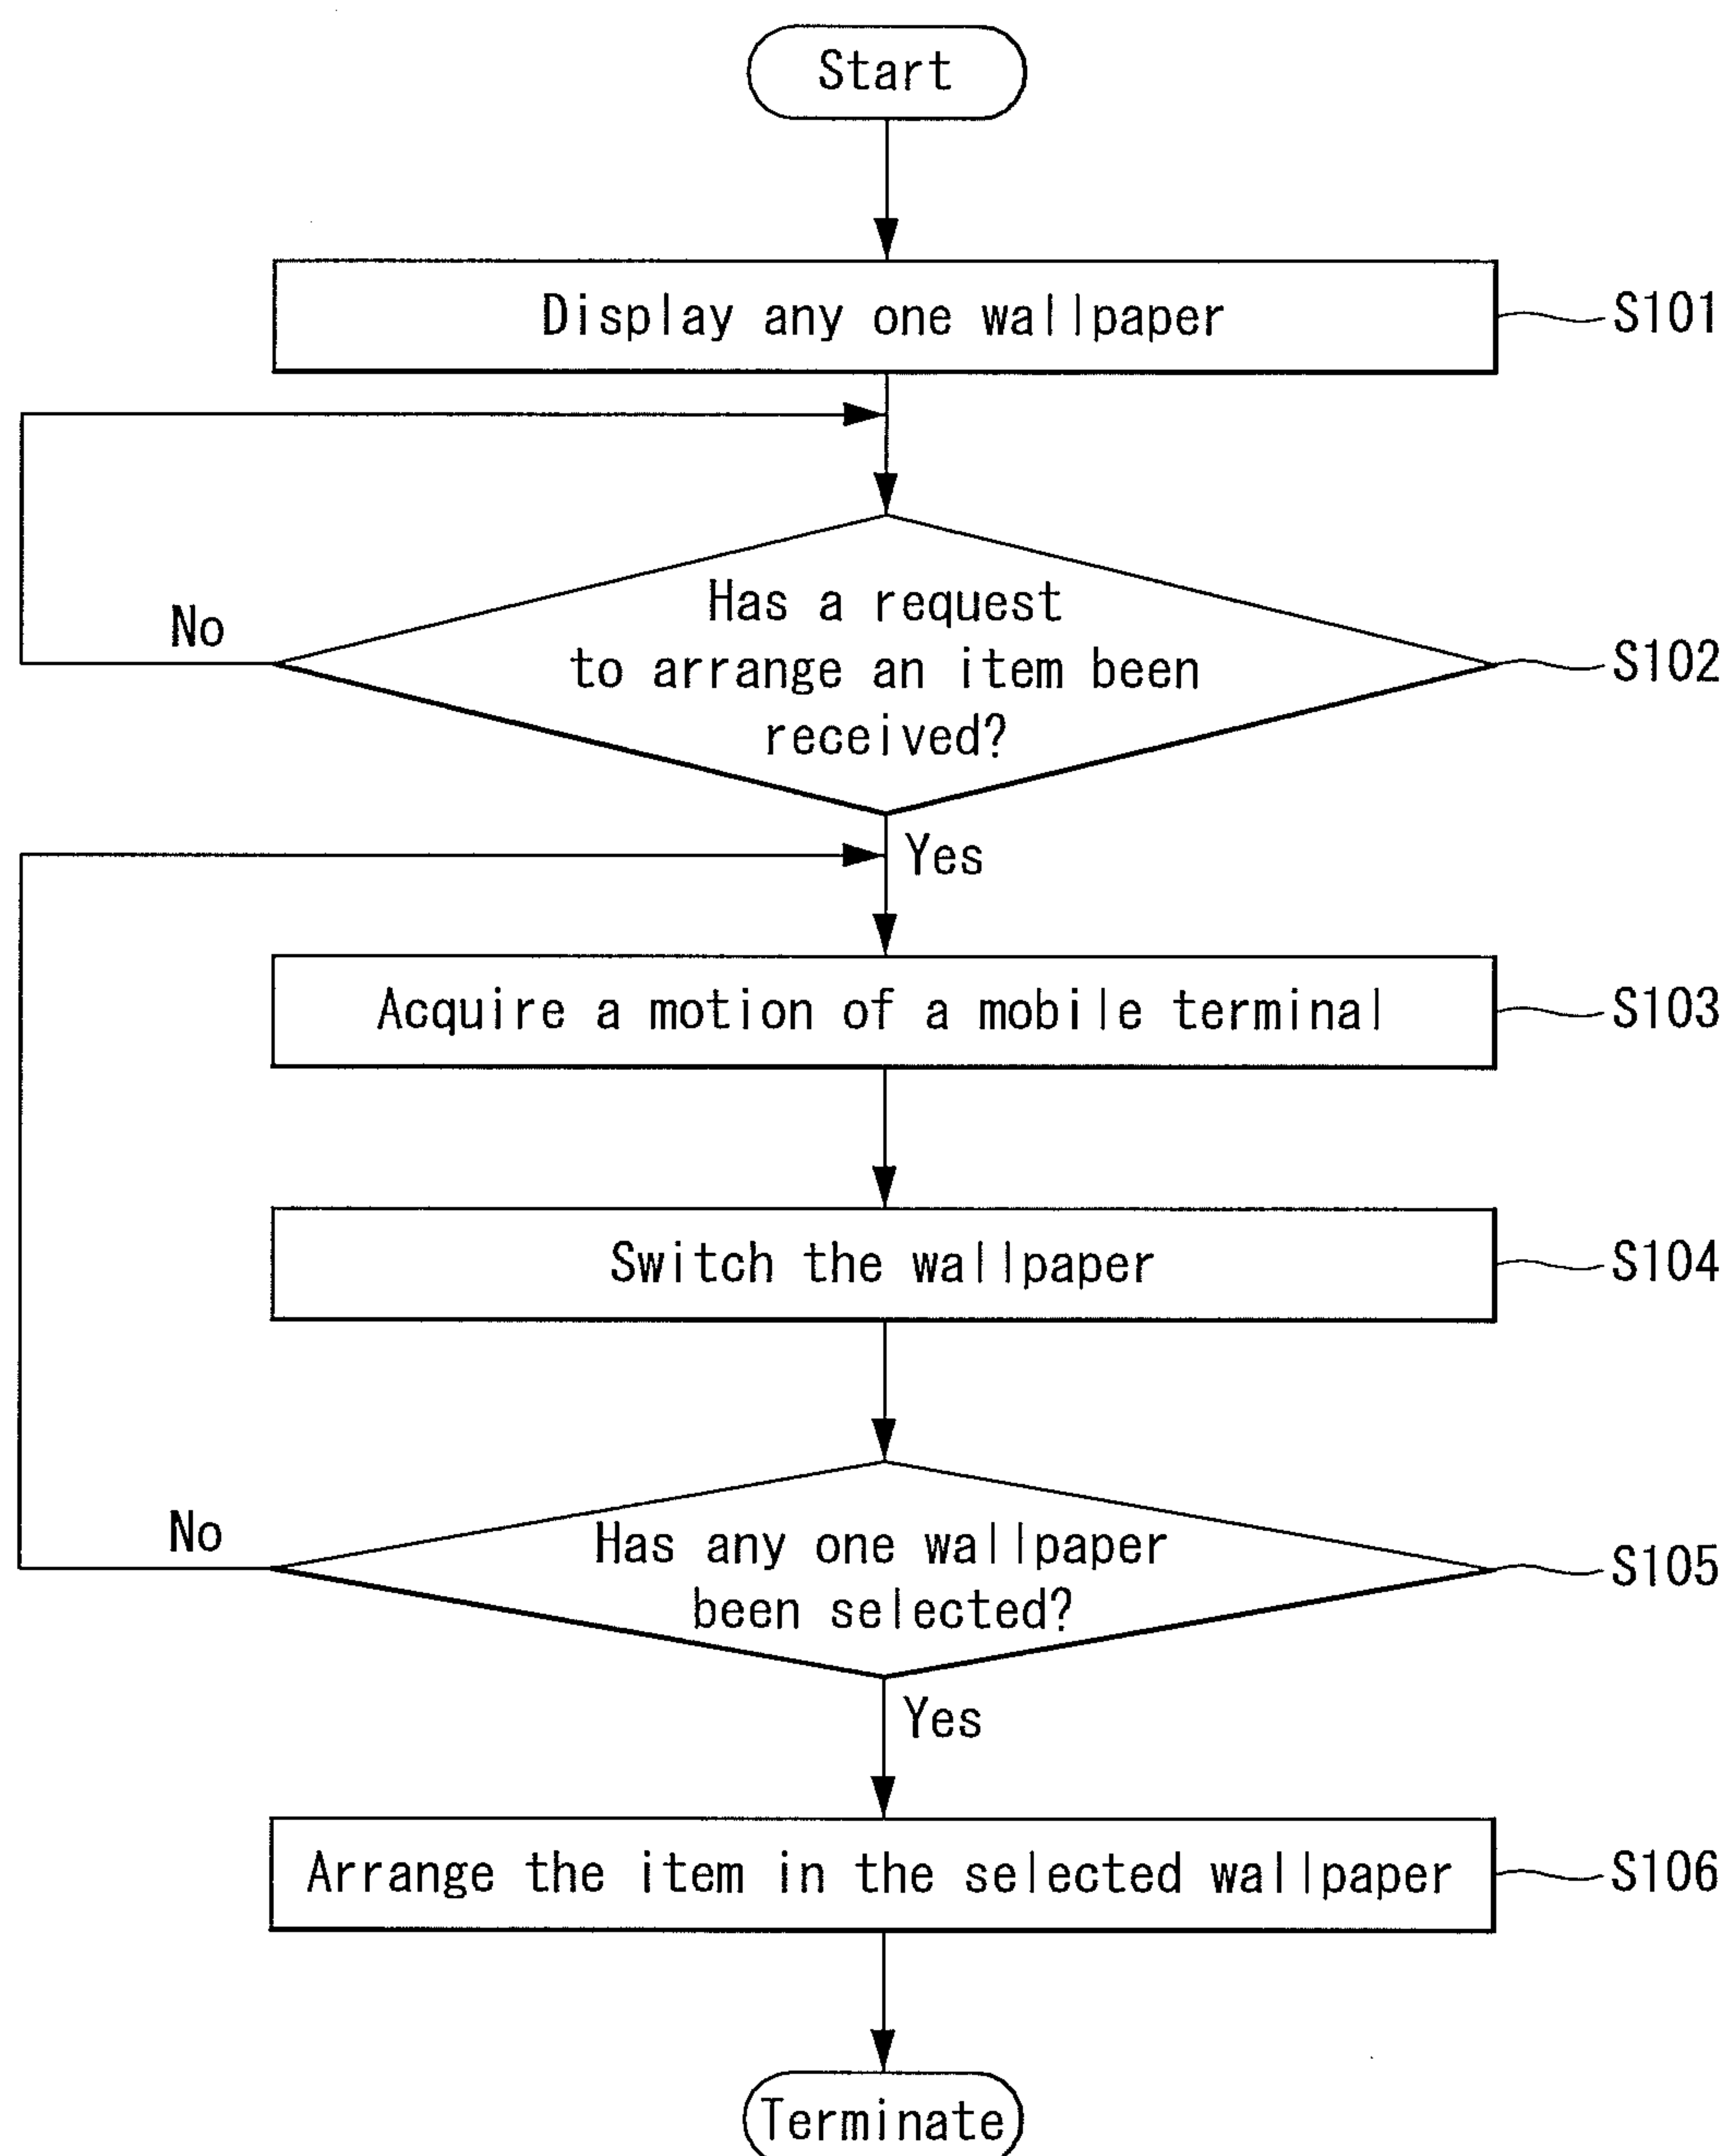 Start
Display any one wallpaper
S101
Has a request
to arrange an item been
received?
No
S102
Yes
Acquire a motion of a mobile terminal
S103
Switch the wallpaper
S104
Has any one wallpaper
been selected?
No
S105
Yes
Arrange the item in the selected wallpaper
S106
Terminate